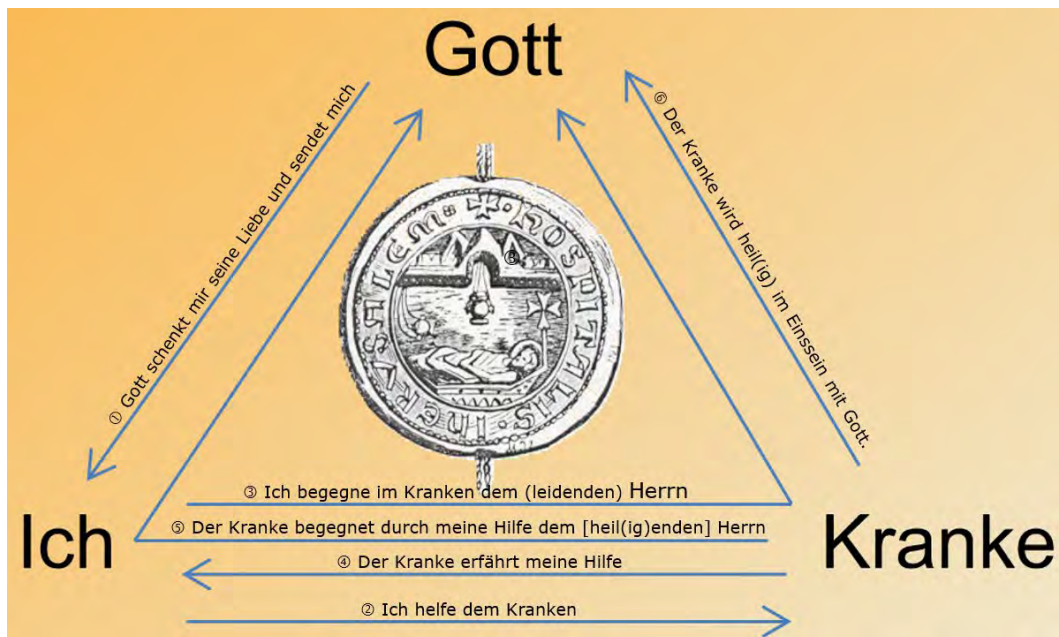 Gott
① Gott schenkt mir seine Liebe und sendet mich
⑥ Der Kranke wird heil(ig) im Einssein mit Gott.
✠ · HOSPITALIS · IHERVSALEM
③ Ich begegne im Kranken dem (leidenden) Herrn
⑤ Der Kranke begegnet durch meine Hilfe dem [heil(ig)enden] Herrn
Ich
Kranke
④ Der Kranke erfährt meine Hilfe
② Ich helfe dem Kranken